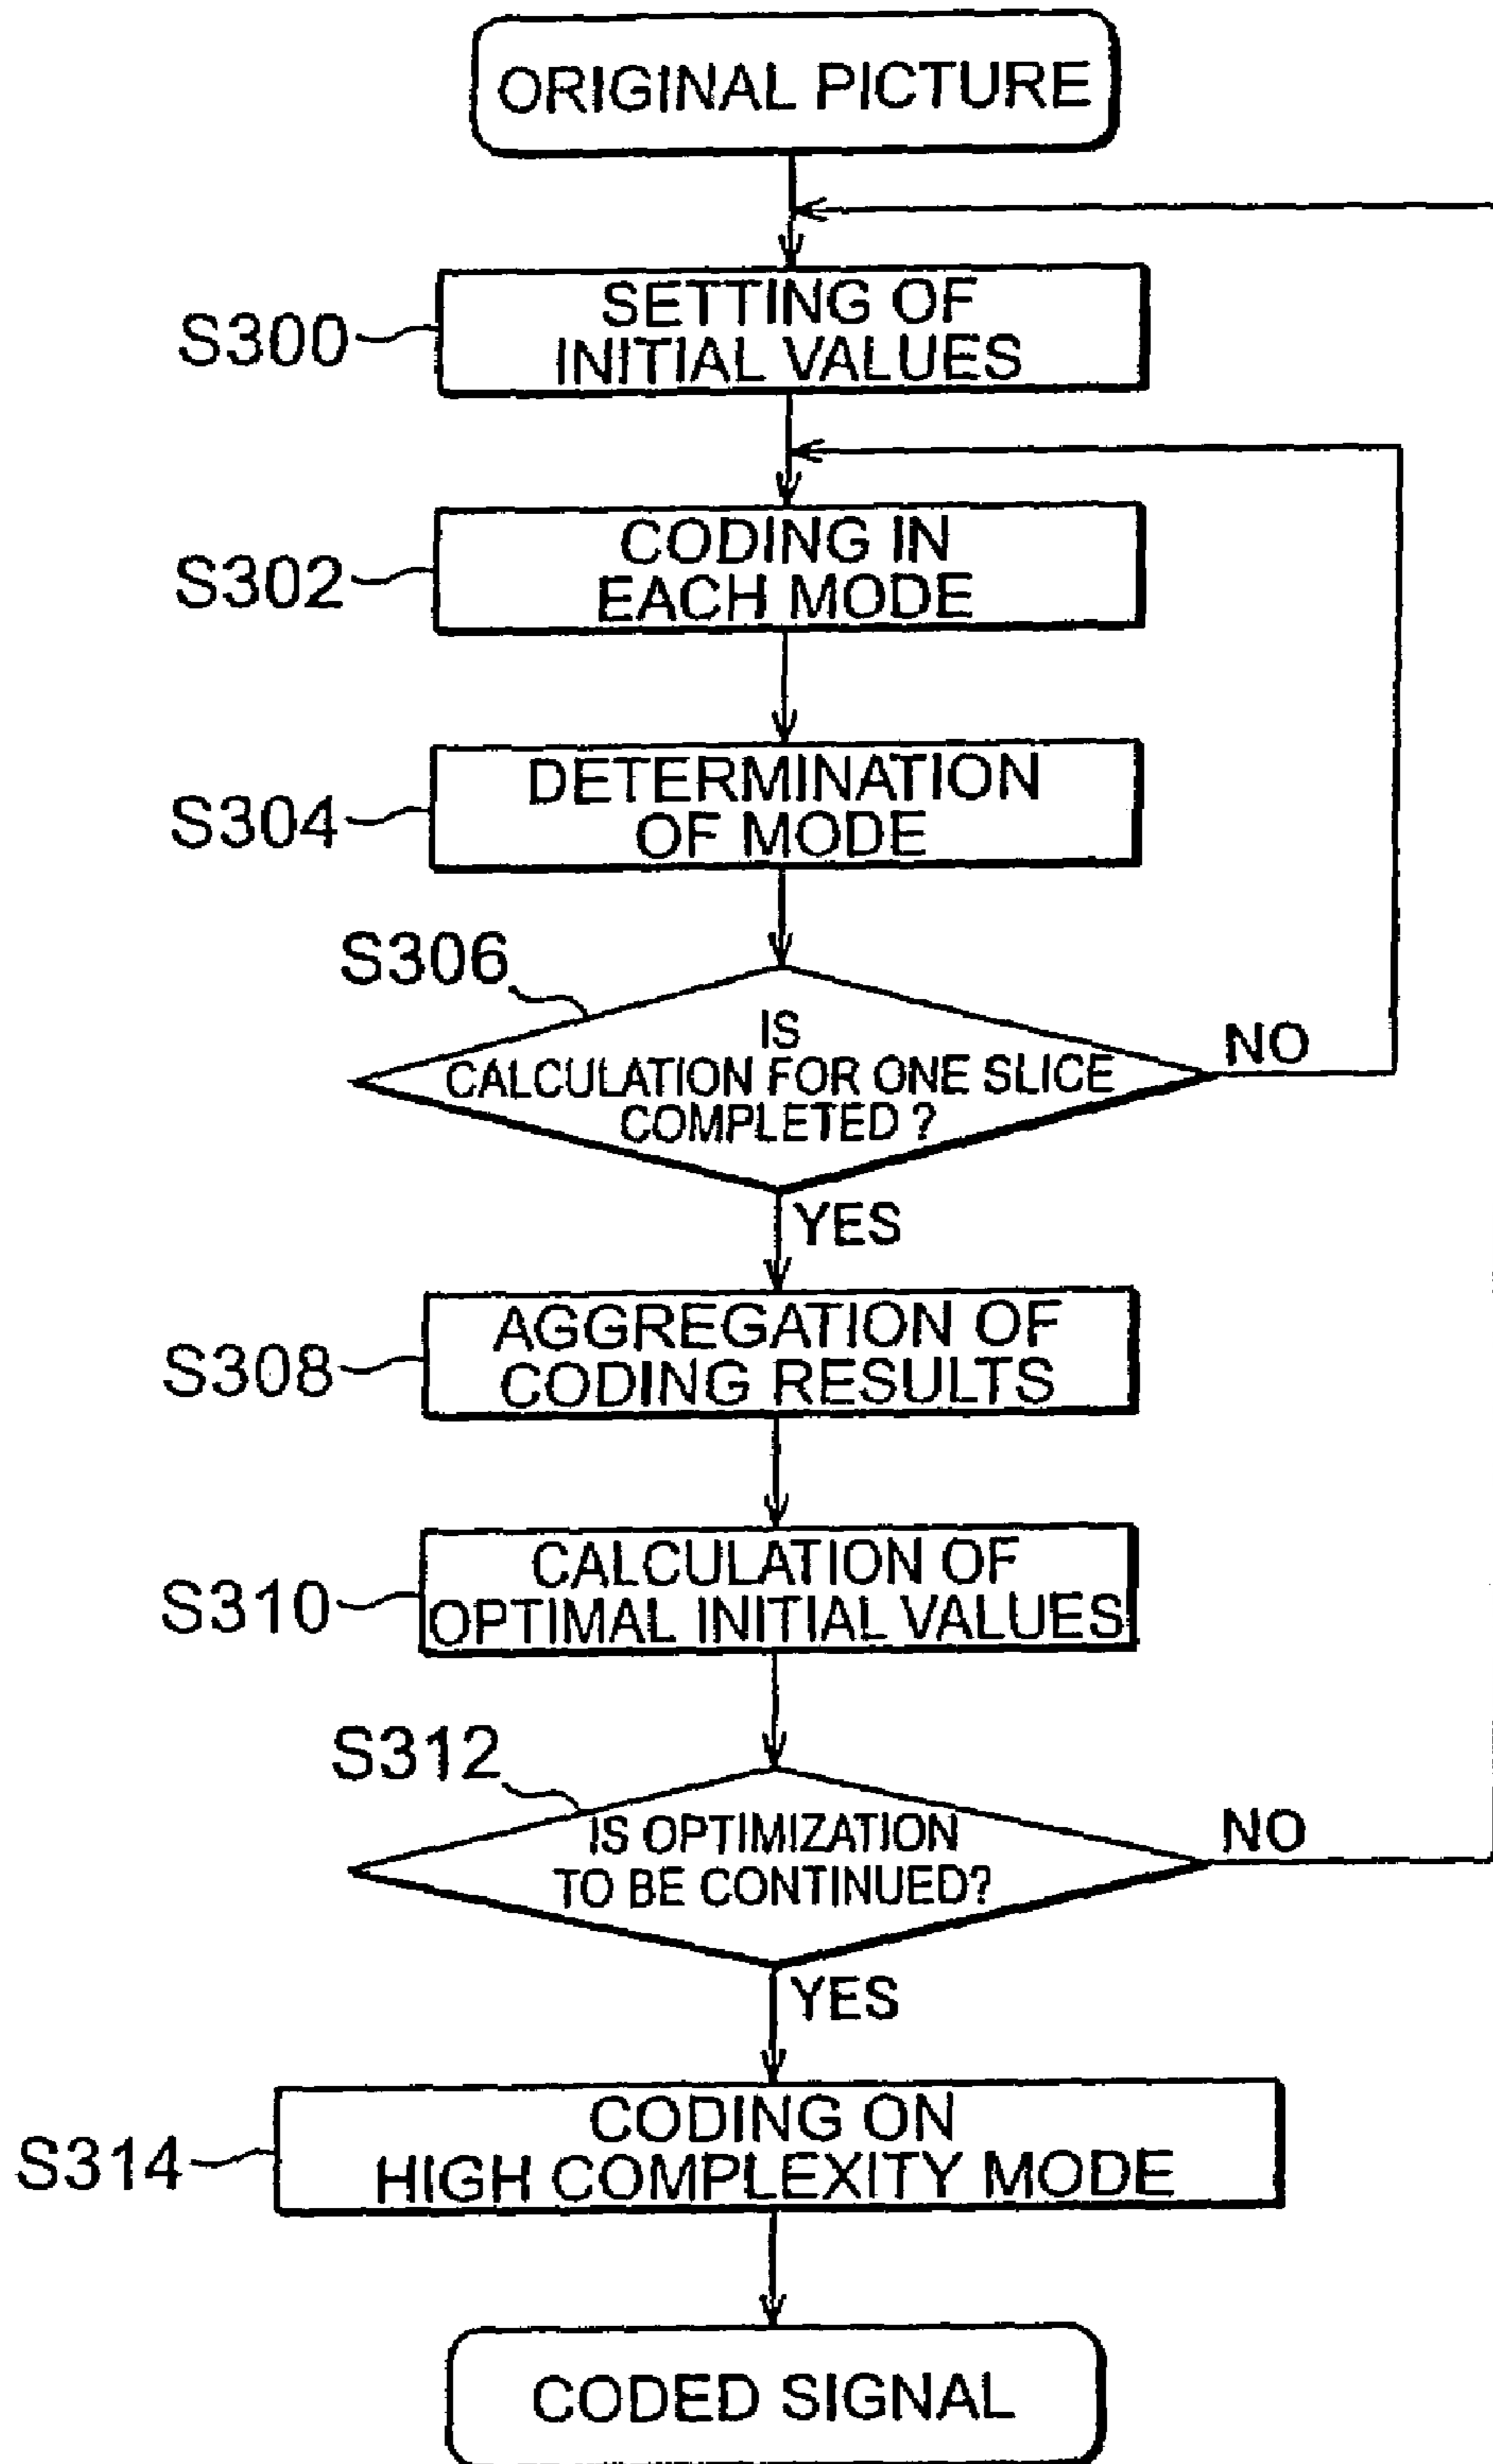 ORIGINAL PICTURE
S300
SETTING OF
INITIAL VALUES
S302
CODING IN
EACH MODE
S304
DETERMINATION
OF MODE
S306
IS
CALCULATION FOR ONE SLICE
COMPLETED ?
NO
YES
S308
AGGREGATION OF
CODING RESULTS
S310
CALCULATION OF
OPTIMAL INITIAL VALUES
S312
IS OPTIMIZATION
TO BE CONTINUED?
NO
YES
S314
CODING ON
HIGH COMPLEXITY MODE
CODED SIGNAL